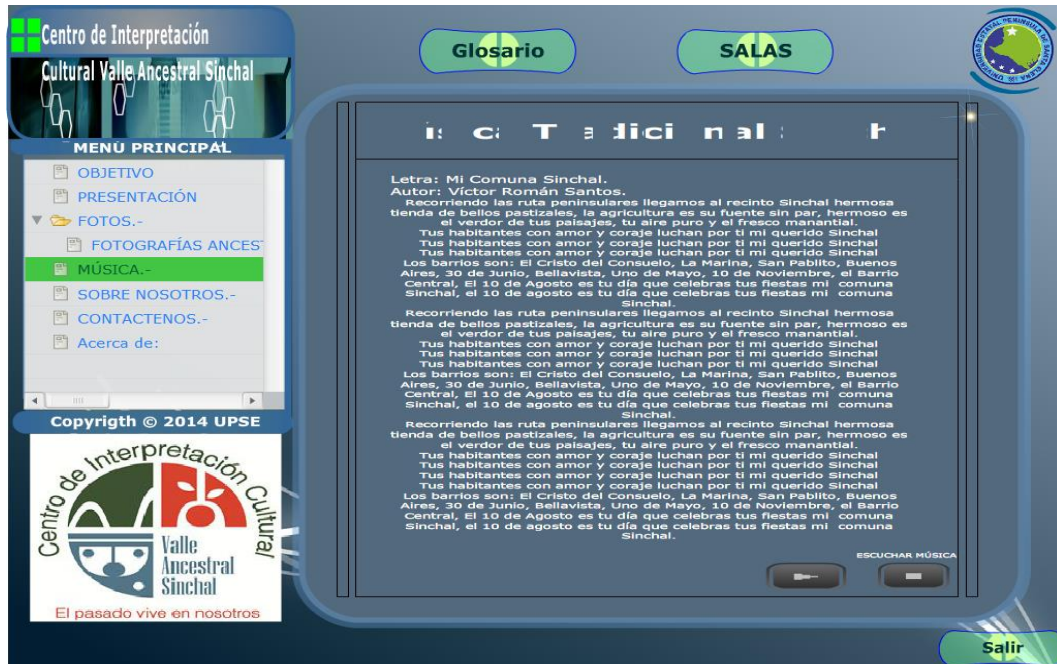 Centro de Interpretación
Cultural Valle Ancestral Sinchal
Glosario
SALAS
UNIVERSIDAD ESTATAL PENINSULA DE SANTA ELENA
MENÚ PRINCIPAL
OBJETIVO
PRESENTACIÓN
FOTOS.-
FOTOGRAFÍAS ANCEST
MÚSICA.-
SOBRE NOSOTROS.-
CONTACTENOS.-
Acerca de:
Copyrigth © 2014 UPSE
Centro de Interpretación Cultural
Valle
Ancestral
Sinchal
El pasado vive en nosotros
Letra: Mi Comuna Sinchal.
Autor: Víctor Román Santos.
Recorriendo las ruta peninsulares llegamos al recinto Sinchal hermosa
tienda de bellos pastizales, la agricultura es su fuente sin par, hermoso es
el verdor de tus paisajes, tu aire puro y el fresco manantial.
Tus habitantes con amor y coraje luchan por ti mi querido Sinchal
Tus habitantes con amor y coraje luchan por ti mi querido Sinchal
Tus habitantes con amor y coraje luchan por ti mi querido Sinchal
Los barrios son: El Cristo del Consuelo, La Marina, San Pablito, Buenos
Aires, 30 de Junio, Bellavista, Uno de Mayo, 10 de Noviembre, el Barrio
Central, El 10 de Agosto es tu día que celebras tus fiestas mi comuna
Sinchal, el 10 de agosto es tu día que celebras tus fiestas mi comuna
Sinchal.
Recorriendo las ruta peninsulares llegamos al recinto Sinchal hermosa
tienda de bellos pastizales, la agricultura es su fuente sin par, hermoso es
el verdor de tus paisajes, tu aire puro y el fresco manantial.
Tus habitantes con amor y coraje luchan por ti mi querido Sinchal
Tus habitantes con amor y coraje luchan por ti mi querido Sinchal
Tus habitantes con amor y coraje luchan por ti mi querido Sinchal
Los barrios son: El Cristo del Consuelo, La Marina, San Pablito, Buenos
Aires, 30 de Junio, Bellavista, Uno de Mayo, 10 de Noviembre, el Barrio
Central, El 10 de Agosto es tu día que celebras tus fiestas mi comuna
Sinchal, el 10 de agosto es tu día que celebras tus fiestas mi comuna
Sinchal.
Recorriendo las ruta peninsulares llegamos al recinto Sinchal hermosa
tienda de bellos pastizales, la agricultura es su fuente sin par, hermoso es
el verdor de tus paisajes, tu aire puro y el fresco manantial.
Tus habitantes con amor y coraje luchan por ti mi querido Sinchal
Tus habitantes con amor y coraje luchan por ti mi querido Sinchal
Tus habitantes con amor y coraje luchan por ti mi querido Sinchal
Tus habitantes con amor y coraje luchan por ti mi querido Sinchal
Los barrios son: El Cristo del Consuelo, La Marina, San Pablito, Buenos
Aires, 30 de Junio, Bellavista, Uno de Mayo, 10 de Noviembre, el Barrio
Central, El 10 de Agosto es tu día que celebras tus fiestas mi comuna
Sinchal, el 10 de agosto es tu día que celebras tus fiestas mi comuna
Sinchal.
ESCUCHAR MÚSICA
Salir